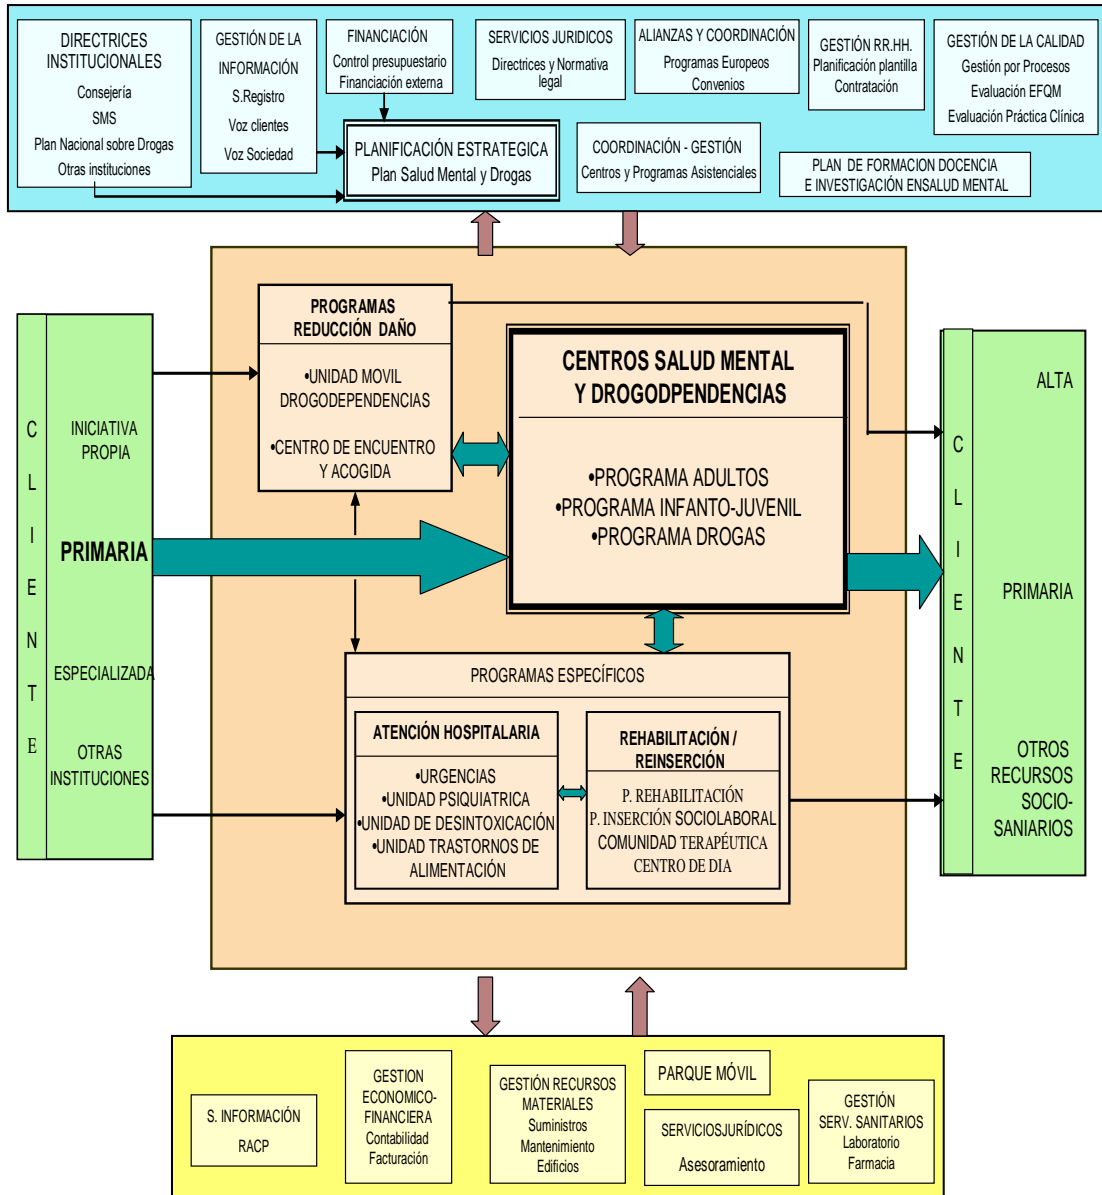 DIRECTRICES
INSTITUCIONALES
Consejería
SMS
Plan Nacional sobre Drogas
Otras instituciones
GESTIÓN DE LA
INFORMACIÓN
S.Registro
Voz clientes
Voz Sociedad
FINANCIACIÓN
Control presupuestario
Financiación externa
SERVICIOS JURIDICOS
Directrices y Normativa
legal
ALIANZAS Y COORDINACIÓN
Programas Europeos
Convenios
GESTIÓN RR.HH.
Planificación plantilla
Contratación
GESTIÓN DE LA CALIDAD
Gestión por Procesos
Evaluación EFQM
Evaluación Práctica Clínica
PLANIFICACIÓN ESTRATEGICA
Plan Salud Mental y Drogas
COORDINACIÓN - GESTIÓN
Centros y Programas Asistenciales
PLAN DE FORMACION DOCENCIA
E INVESTIGACIÓN ENSALUD MENTAL
CLIENTE
INICIATIVA
PROPIA
PRIMARIA
ESPECIALIZADA
OTRAS
INSTITUCIONES
PROGRAMAS
REDUCCIÓN DAÑO
•UNIDAD MOVIL
DROGODEPENDENCIAS
•CENTRO DE ENCUENTRO
Y ACOGIDA
CENTROS SALUD MENTAL
Y DROGODPENDENCIAS
•PROGRAMA ADULTOS
•PROGRAMA INFANTO-JUVENIL
•PROGRAMA DROGAS
PROGRAMAS ESPECÍFICOS
ATENCIÓN HOSPITALARIA
•URGENCIAS
•UNIDAD PSIQUIATRICA
•UNIDAD DE DESINTOXICACIÓN
•UNIDAD TRASTORNOS DE
ALIMENTACIÓN
REHABILITACIÓN /
REINSERCIÓN
P. REHABILITACIÓN
P. INSERCIÓN SOCIOLABORAL
COMUNIDAD TERAPÉUTICA
CENTRO DE DIA
CLIENTE
ALTA
PRIMARIA
OTROS
RECURSOS
SOCIO-
SANIARIOS
S. INFORMACIÓN
RACP
GESTION
ECONOMICO-
FINANCIERA
Contabilidad
Facturación
GESTIÓN RECURSOS
MATERIALES
Suministros
Mantenimiento
Edificios
PARQUE MÓVIL
SERVICIOSJURÍDICOS
Asesoramiento
GESTIÓN
SERV. SANITARIOS
Laboratorio
Farmacia